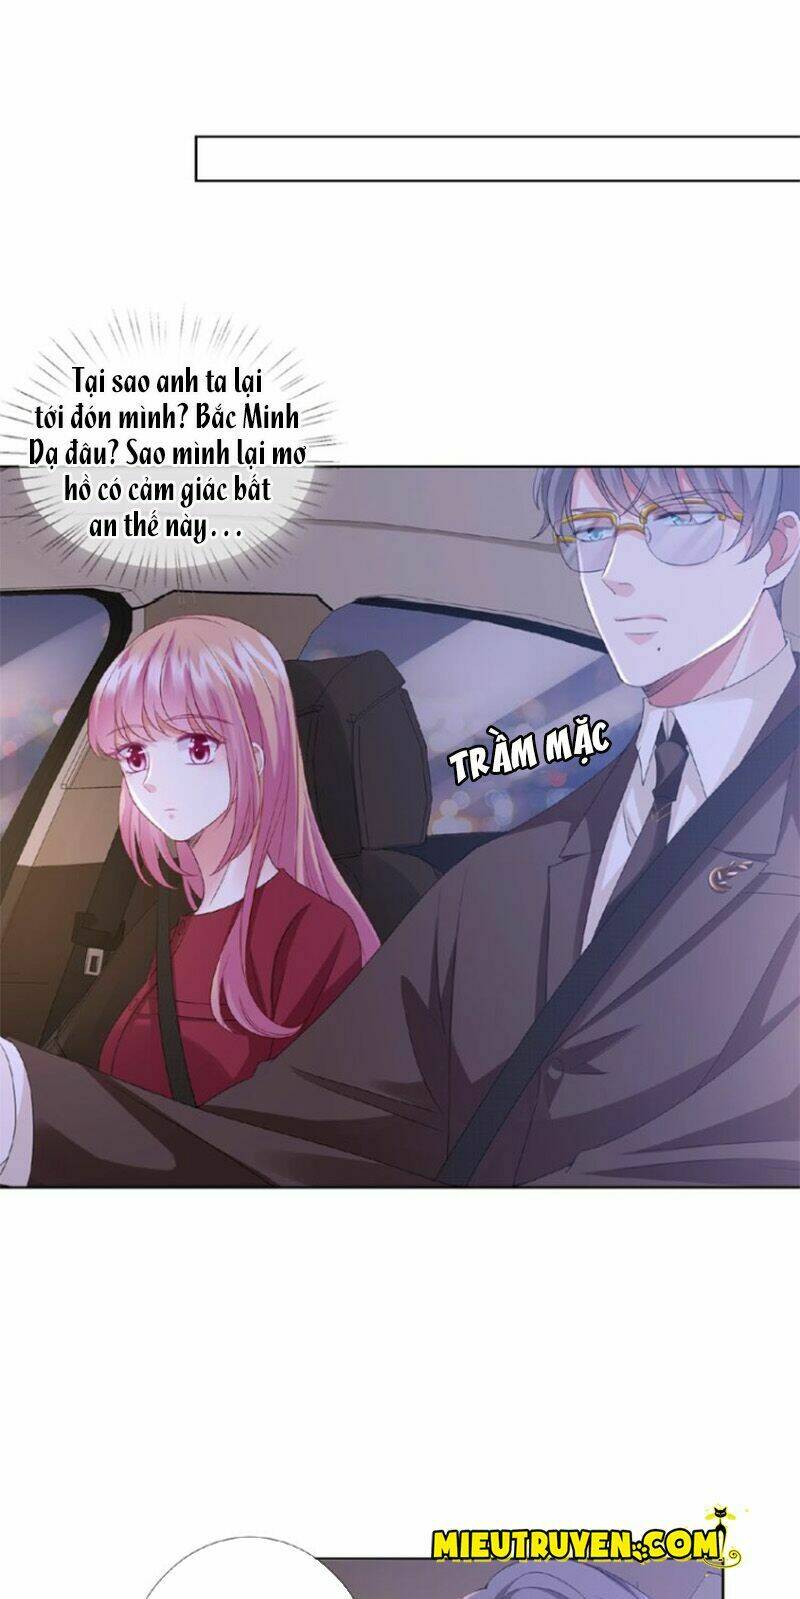 Tại sao anh ta lại
tới đón mình? Bắc Minh
Dạ đâu? Sao mình lại mơ
hồ có cảm giác bất
an thế này...
TRẦM MẶC
MIEUTRUYEN.COM